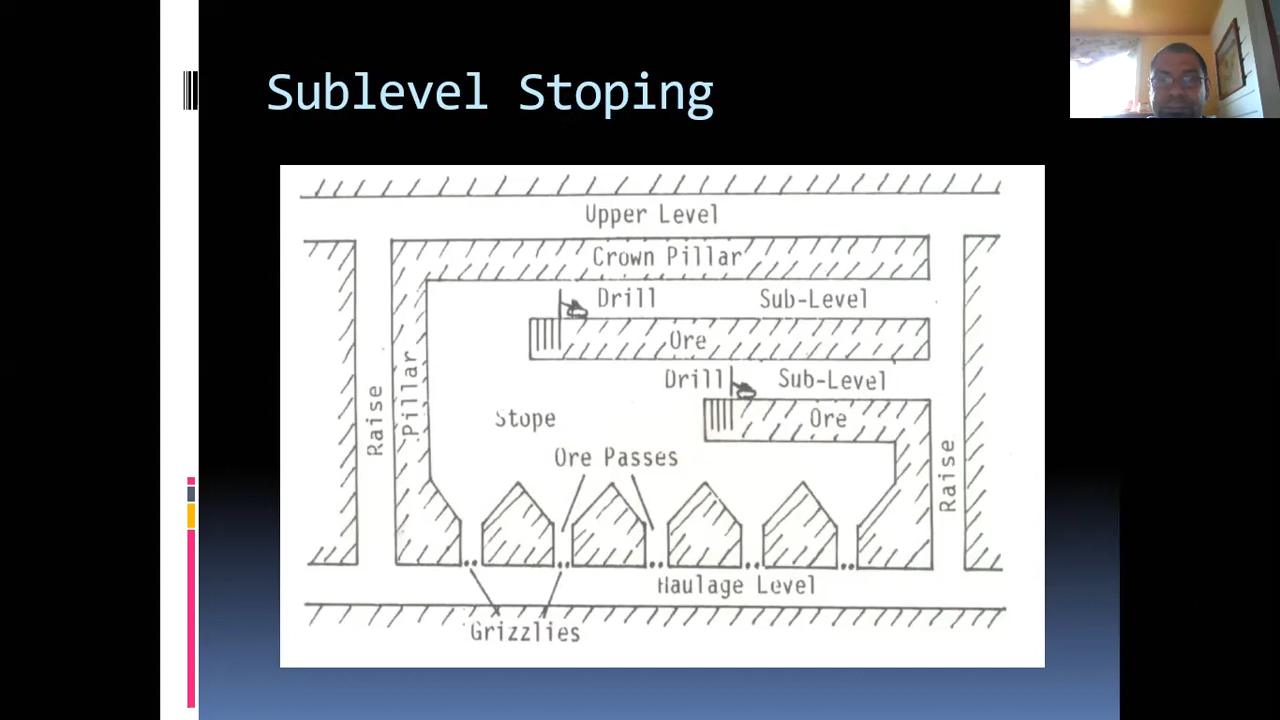 Sublevel Stoping
Upper Level
Crown Pillar
Drill Sub-Level
Ore
Drill Sub-Level
Pillar
Raise
Stope
Ore
Ore Passes
Raise
Haulage Level
Grizzlies